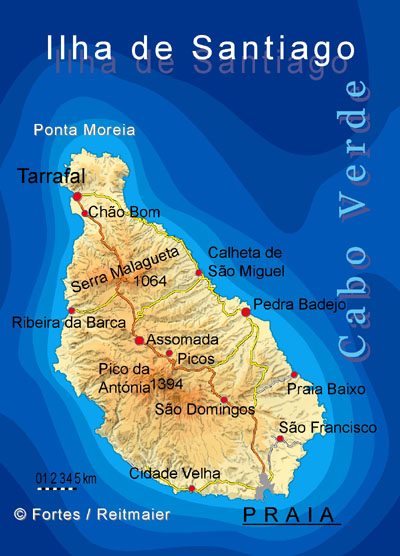 Ilha de Santiago
Cabo Verde
Ponta Moreia
Tarrafal
Chão Bom
Serra Malagueta
1064
Calheta de
São Miguel
Ribeira da Barca
Pedra Badejo
Assomada
Picos
Pico da
Antónia 1394
Praia Baixo
São Domingos
São Francisco
Cidade Velha
0 1 2 3 4 5 km
© Fortes / Reitmaier
PRAIA